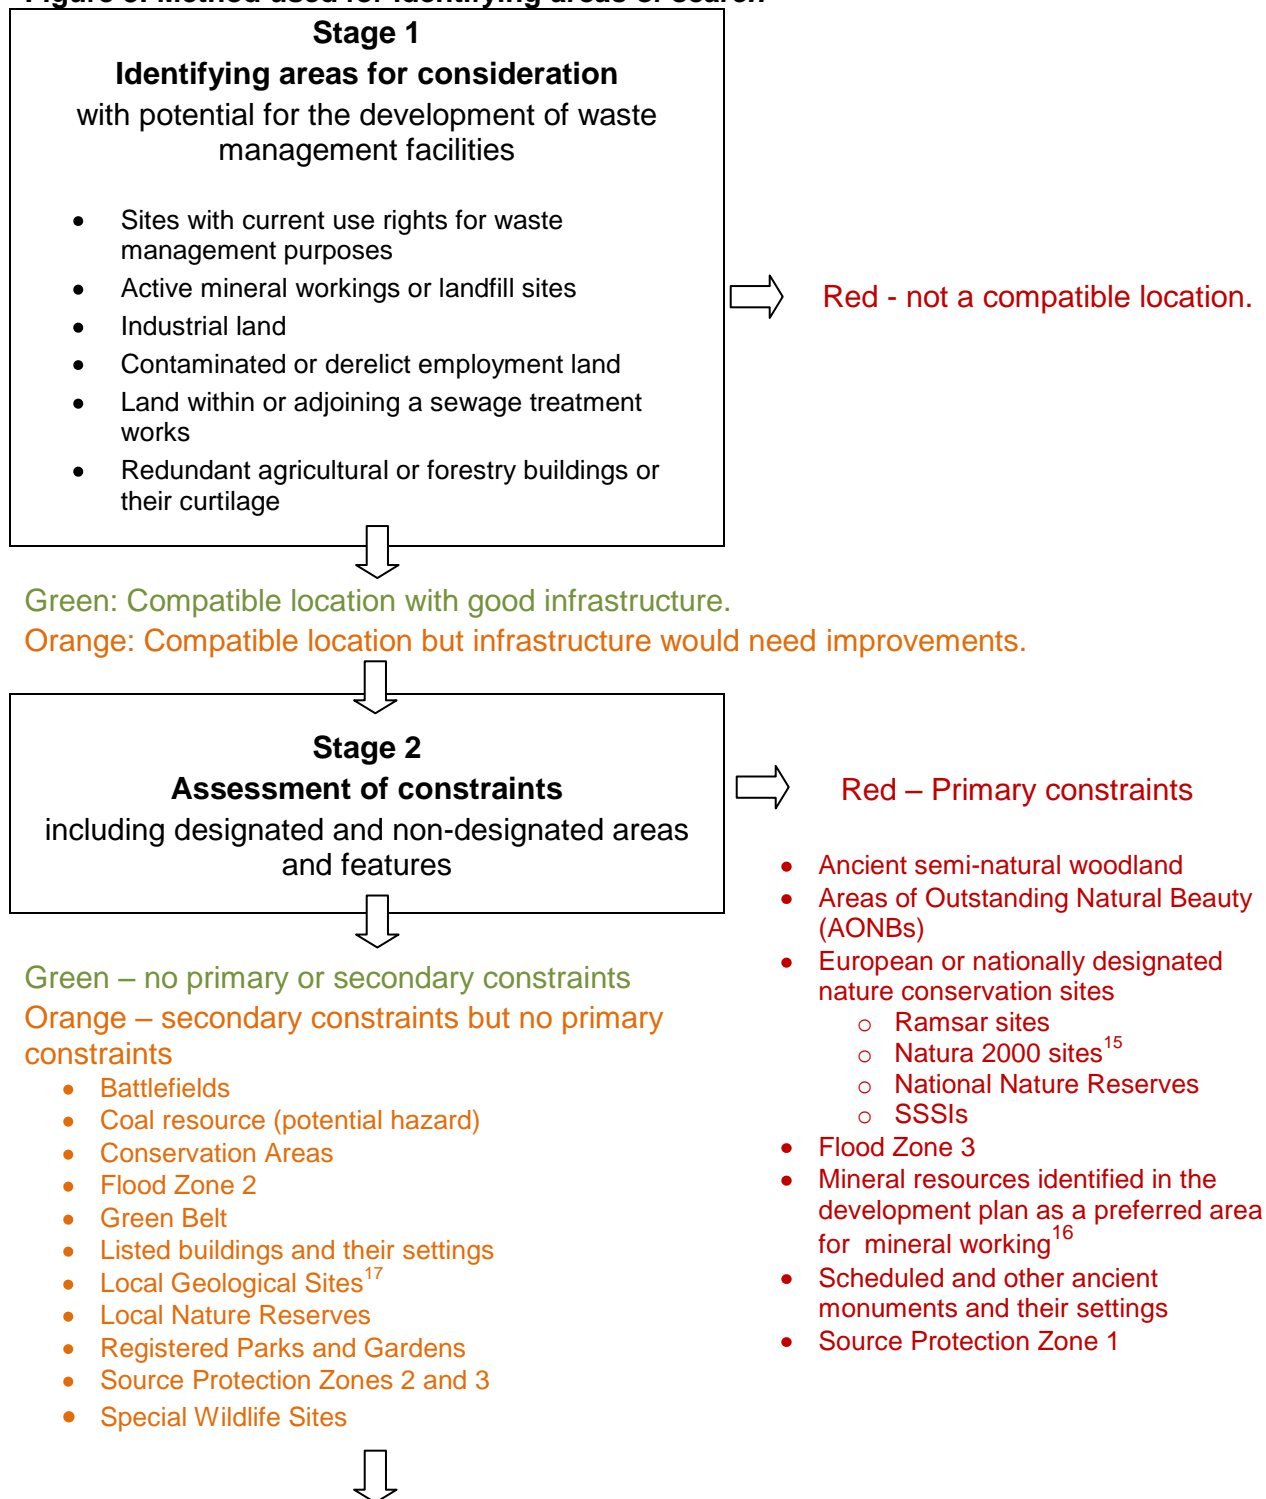 Figure 3. Method used for identifying areas of search
Stage 1
Identifying areas for consideration
with potential for the development of waste
management facilities
• Sites with current use rights for waste
management purposes
• Active mineral workings or landfill sites
• Industrial land
• Contaminated or derelict employment land
• Land within or adjoining a sewage treatment
works
• Redundant agricultural or forestry buildings or
their curtilage
Red - not a compatible location.
Green: Compatible location with good infrastructure.
Orange: Compatible location but infrastructure would need improvements.
Stage 2
Assessment of constraints
including designated and non-designated areas
and features
Green – no primary or secondary constraints
Orange – secondary constraints but no primary
constraints
• Battlefields
• Coal resource (potential hazard)
• Conservation Areas
• Flood Zone 2
• Green Belt
• Listed buildings and their settings
• Local Geological Sites17
• Local Nature Reserves
• Registered Parks and Gardens
• Source Protection Zones 2 and 3
• Special Wildlife Sites
Red – Primary constraints
• Ancient semi-natural woodland
• Areas of Outstanding Natural Beauty
(AONBs)
• European or nationally designated
nature conservation sites
o Ramsar sites
o Natura 2000 sites15
o National Nature Reserves
o SSSIs
• Flood Zone 3
• Mineral resources identified in the
development plan as a preferred area
for mineral working16
• Scheduled and other ancient
monuments and their settings
• Source Protection Zone 1